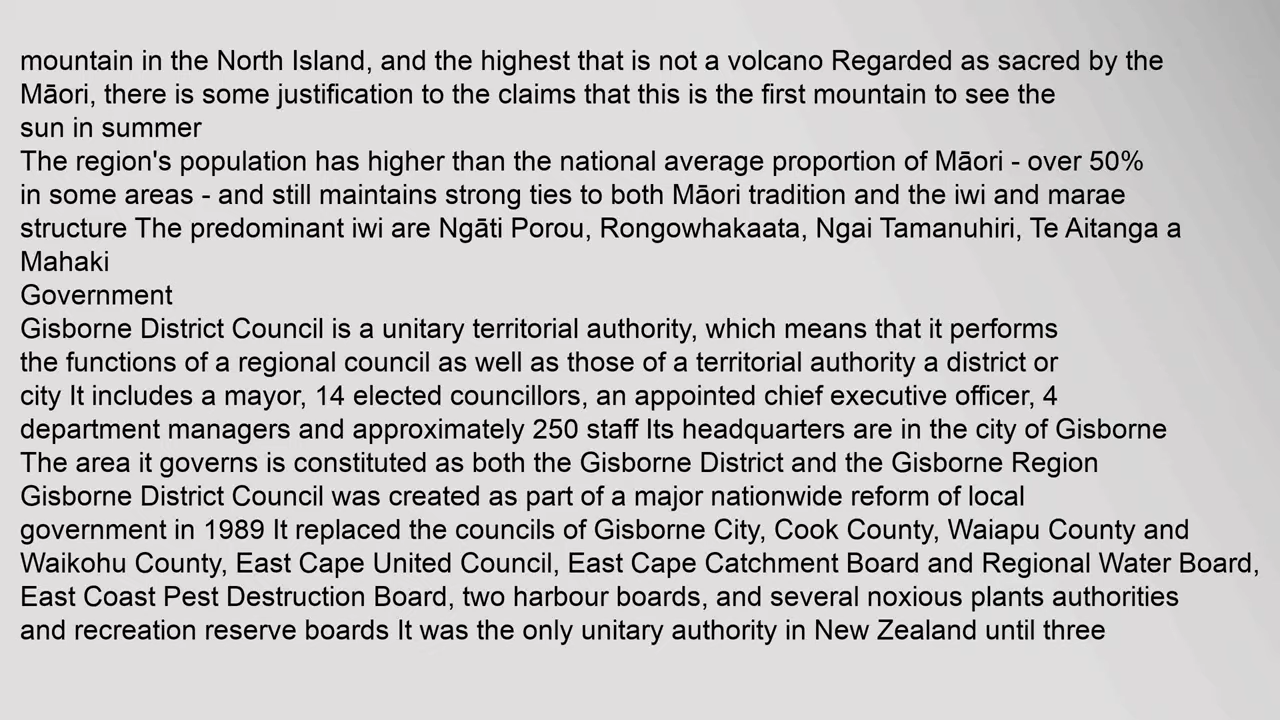 mountain in the North Island, and the highest that is not a volcano Regarded as sacred by the
Māori, there is some justification to the claims that this is the first mountain to see the
sun in summer
The region's population has higher than the national average proportion of Māori - over 50%
in some areas - and still maintains strong ties to both Māori tradition and the iwi and marae
structure The predominant iwi are Ngāti Porou, Rongowhakaata, Ngai Tamanuhiri, Te Aitanga a
Mahaki
Government
Gisborne District Council is a unitary territorial authority, which means that it performs
the functions of a regional council as well as those of a territorial authority a district or
city It includes a mayor, 14 elected councillors, an appointed chief executive officer, 4
department managers and approximately 250 staff Its headquarters are in the city of Gisborne
The area it governs is constituted as both the Gisborne District and the Gisborne Region
Gisborne District Council was created as part of a major nationwide reform of local
government in 1989 It replaced the councils of Gisborne City, Cook County, Waiapu County and
Waikohu County, East Cape United Council, East Cape Catchment Board and Regional Water Board,
East Coast Pest Destruction Board, two harbour boards, and several noxious plants authorities
and recreation reserve boards It was the only unitary authority in New Zealand until three